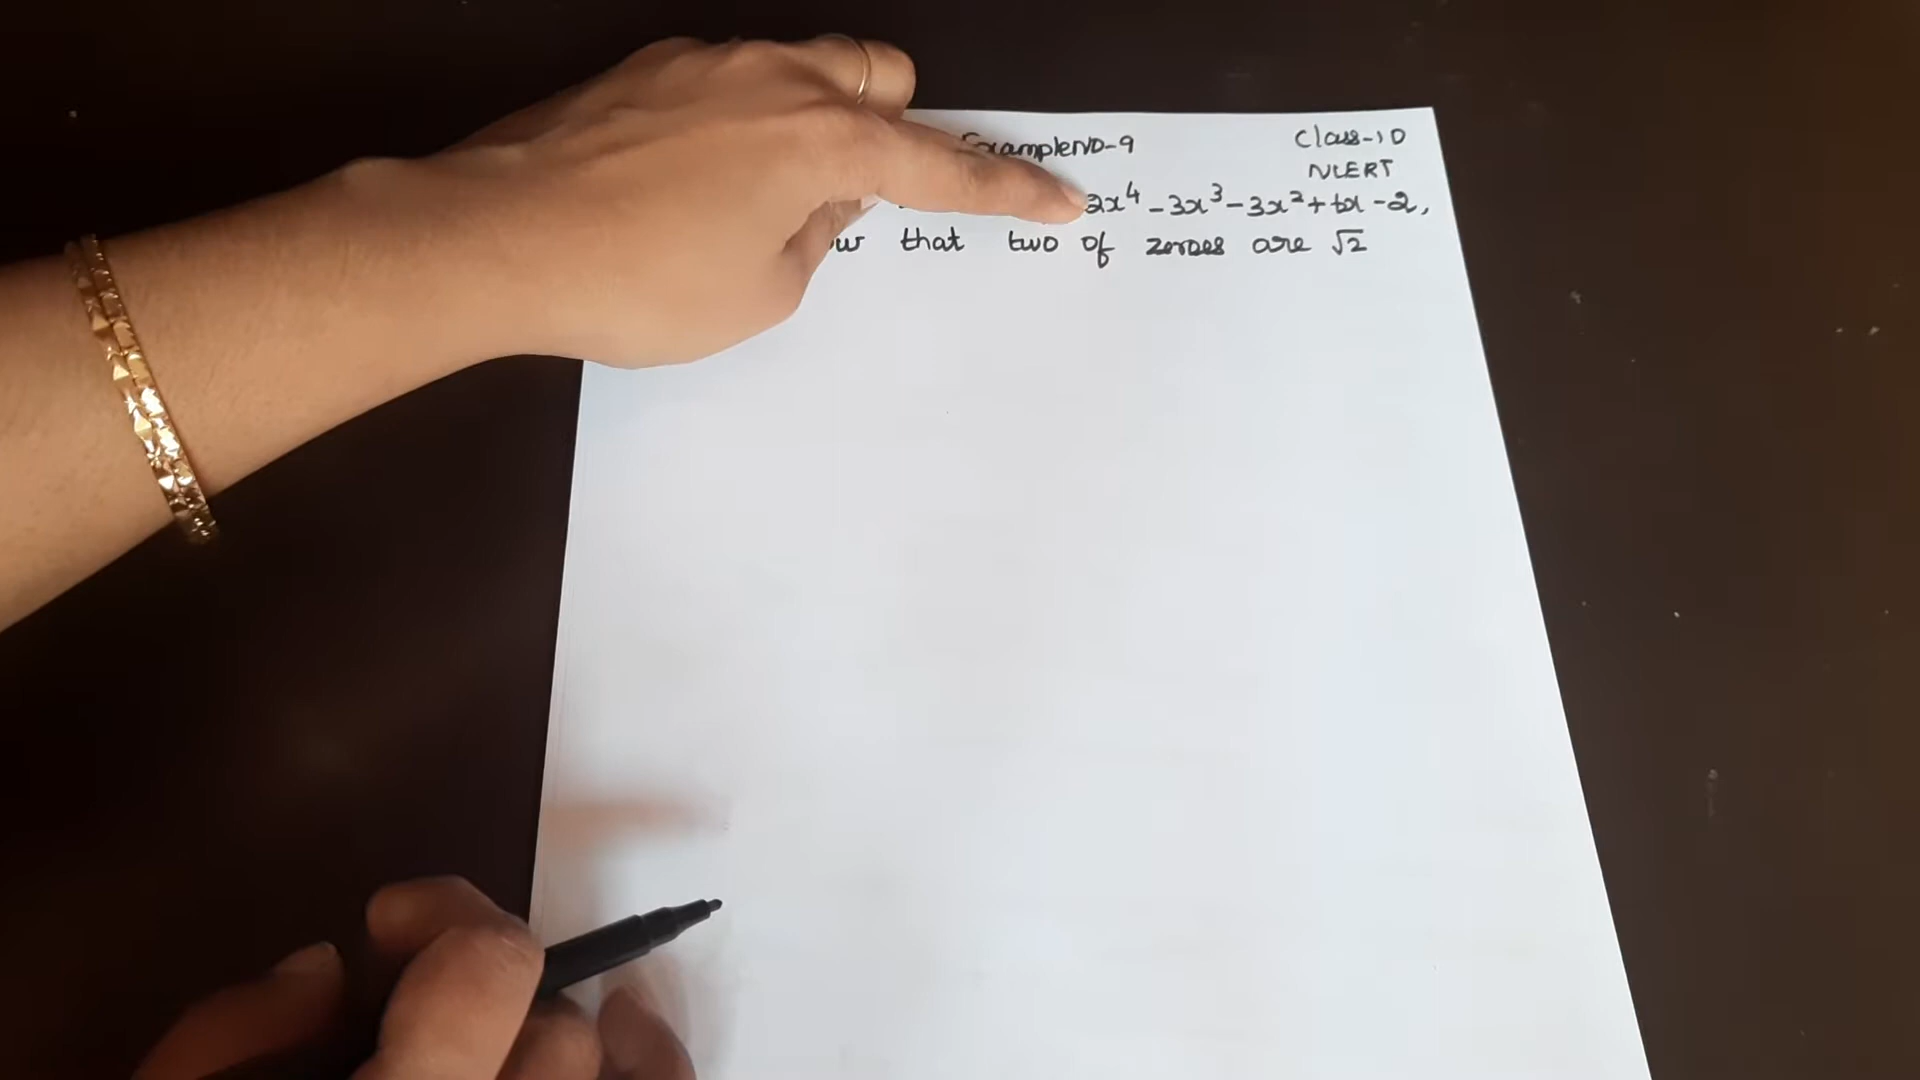 Example NO-9 Class-10
NCERT
2x⁴-3x³-3x²+6x-2,
that two of zeroes are √2